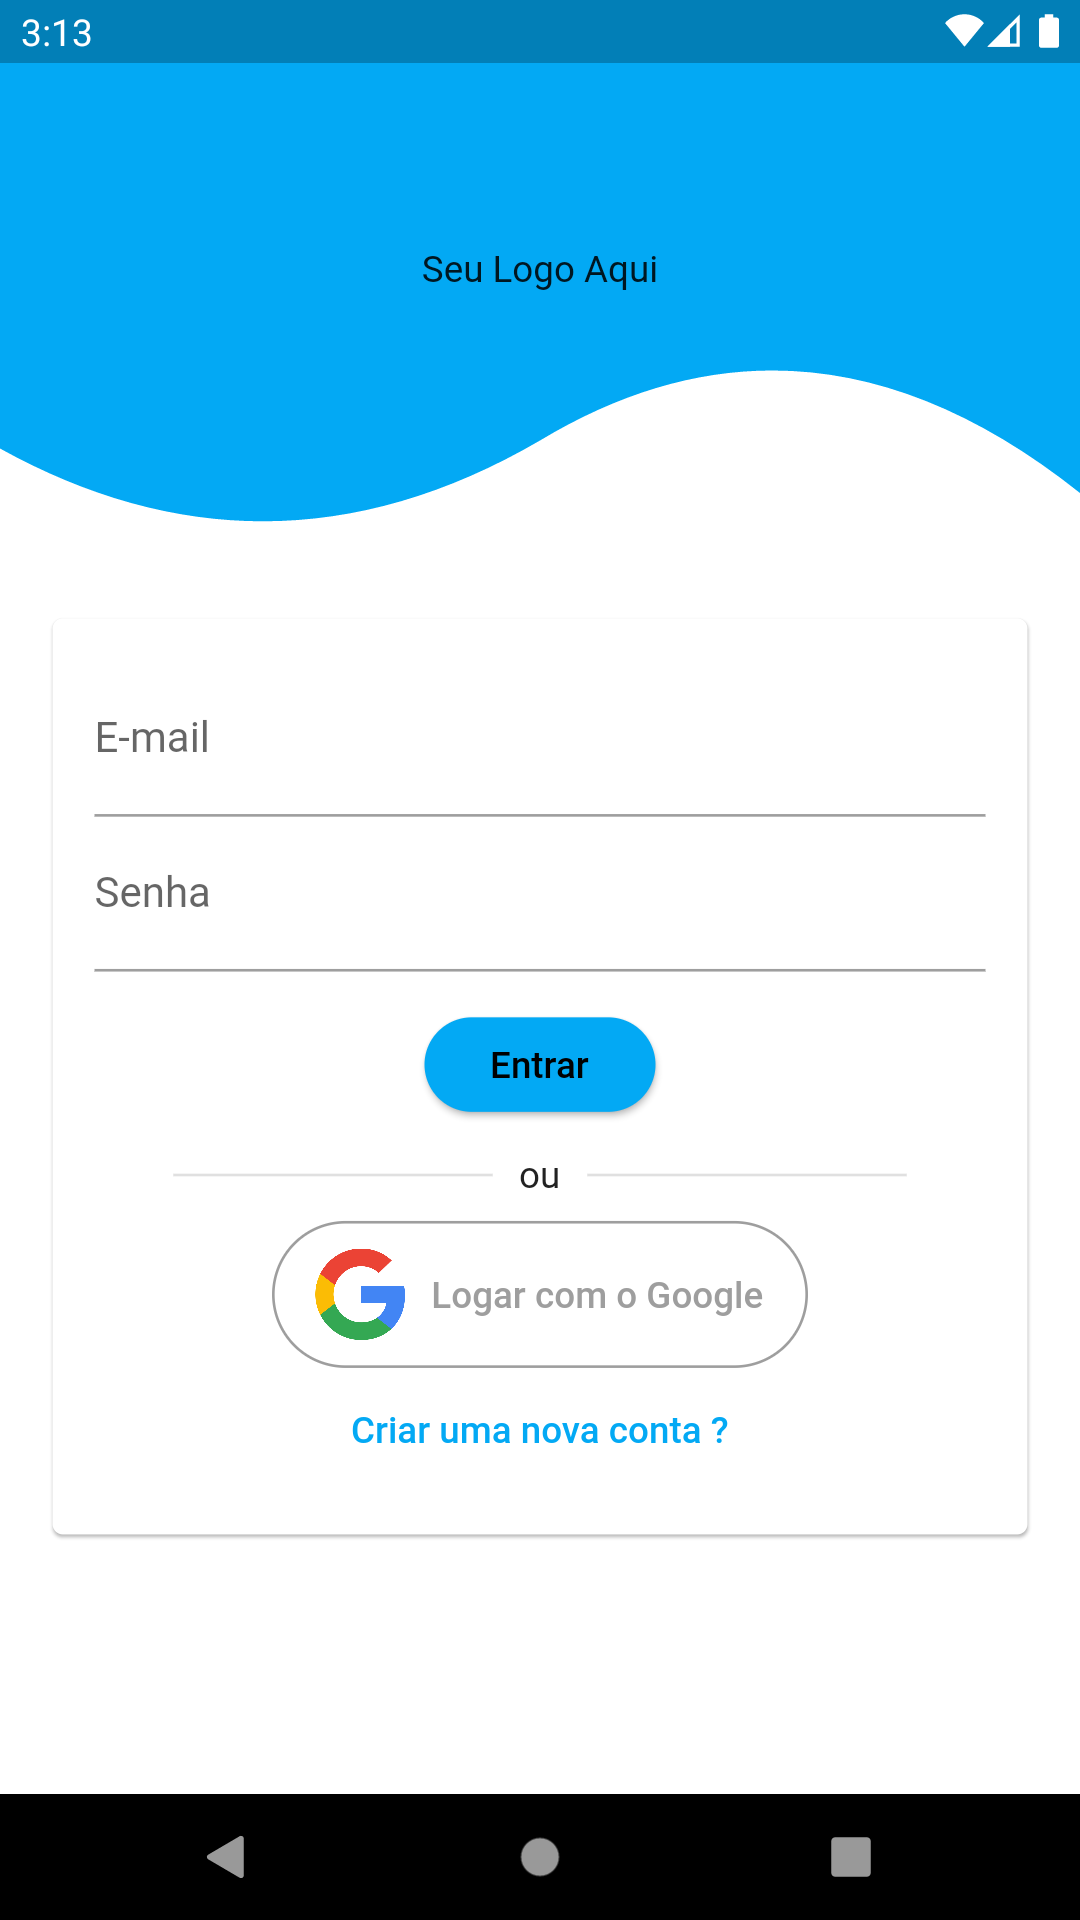 3:13
Seu Logo Aqui
E-mail
Senha
Entrar
ou
Logar com o Google
Criar uma nova conta ?